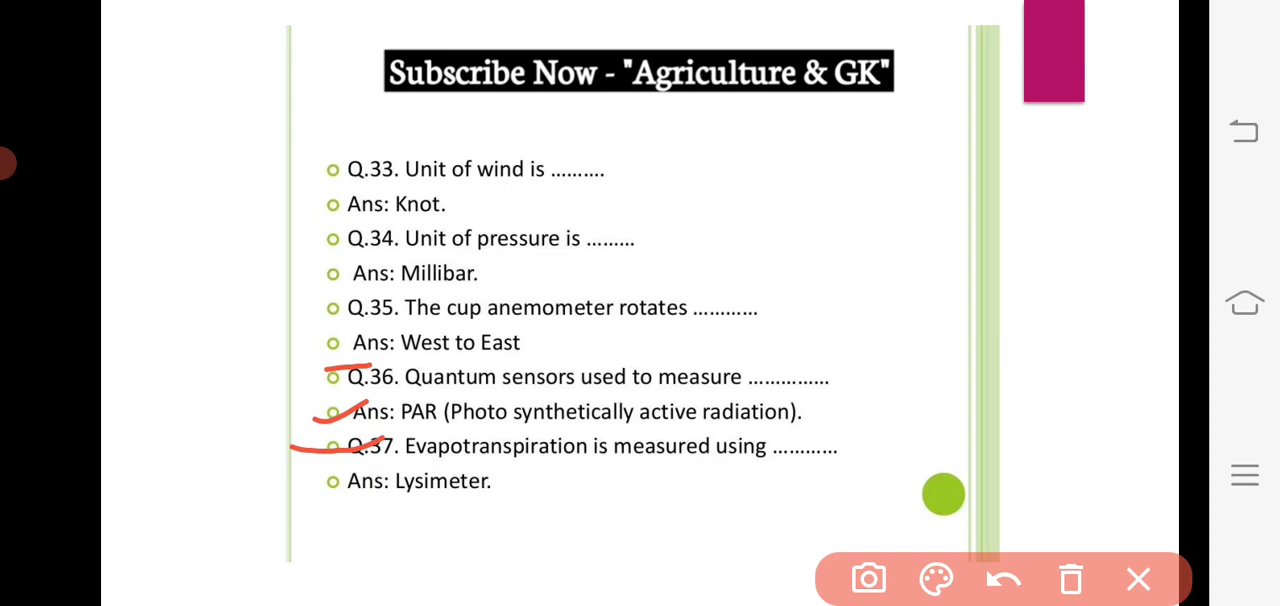 Subscribe Now - "Agriculture & GK"
Q.33. Unit of wind is ..........
Ans: Knot.
Q.34. Unit of pressure is .........
Ans: Millibar.
Q.35. The cup anemometer rotates ............
Ans: West to East
Q.36. Quantum sensors used to measure ...............
Ans: PAR (Photo synthetically active radiation).
Q.37. Evapotranspiration is measured using ............
Ans: Lysimeter.